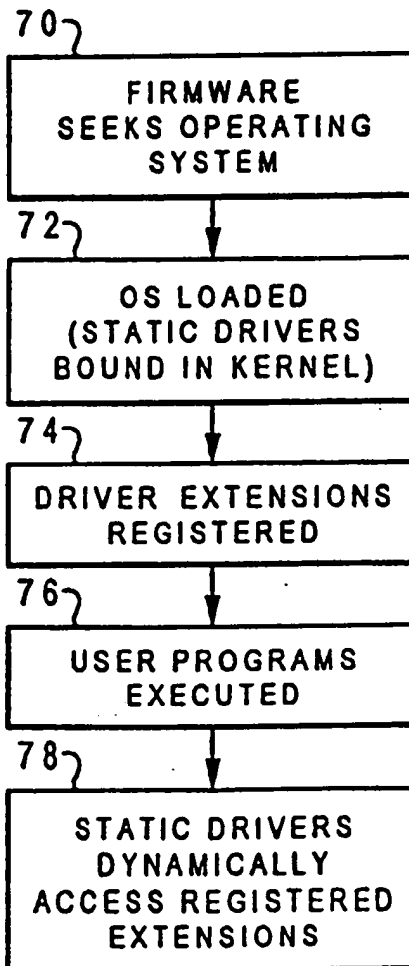 70
FIRMWARE
SEEKS OPERATING
SYSTEM
72
OS LOADED
(STATIC DRIVERS
BOUND IN KERNEL)
74
DRIVER EXTENSIONS
REGISTERED
76
USER PROGRAMS
EXECUTED
78
STATIC DRIVERS
DYNAMICALLY
ACCESS REGISTERED
EXTENSIONS